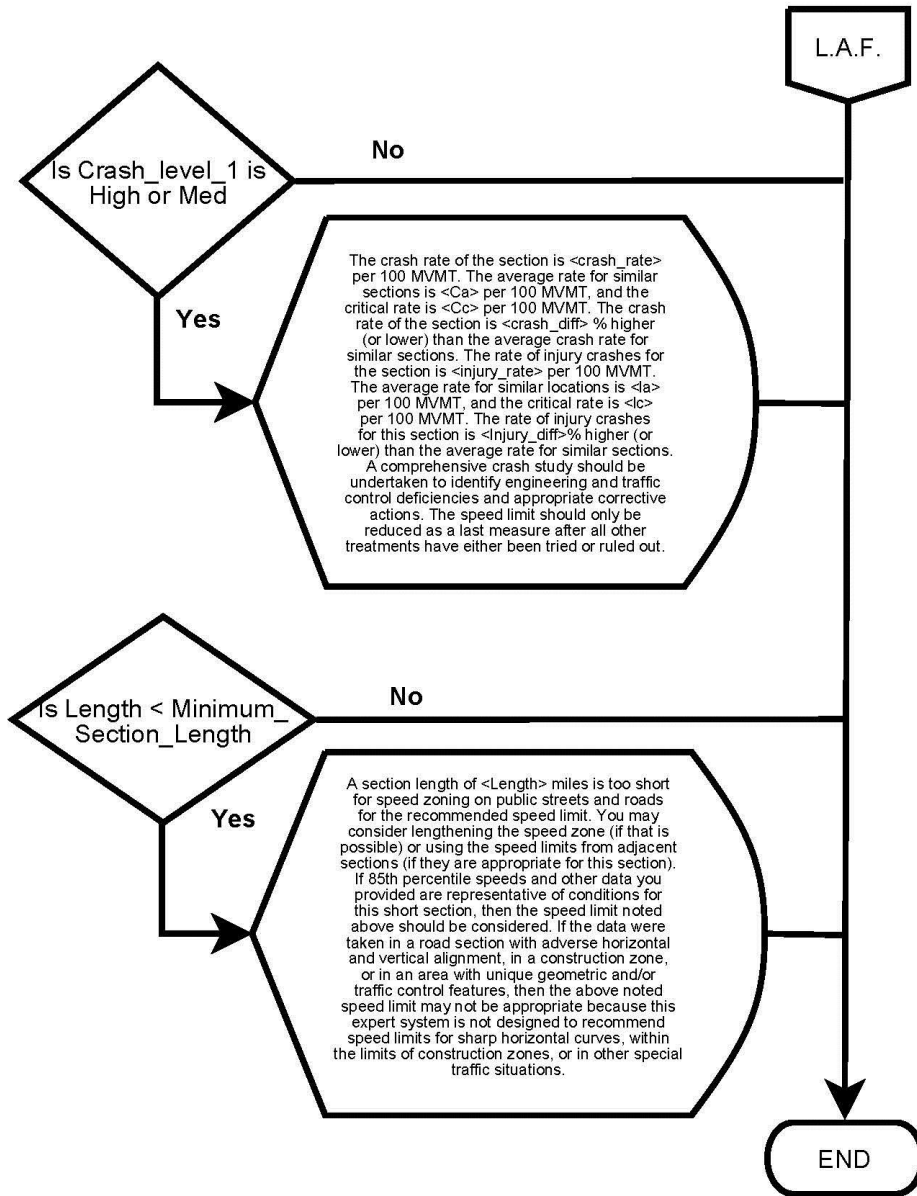 L.A.F.
Is Crash_level_1 is
High or Med
No
Yes
The crash rate of the section is <crash_rate>
per 100 MVMT. The average rate for similar
sections is <Ca> per 100 MVMT, and the
critical rate is <Cc> per 100 MVMT. The crash
rate of the section is <crash_diff> % higher
(or lower) than the average crash rate for
similar sections. The rate of injury crashes for
the section is <injury_rate> per 100 MVMT.
The average rate for similar locations is <Ia>
per 100 MVMT, and the critical rate is <Ic>
per 100 MVMT. The rate of injury crashes
for this section is <Injury_diff>% higher (or
lower) than the average rate for similar sections.
A comprehensive crash study should be
undertaken to identify engineering and traffic
control deficiencies and appropriate corrective
actions. The speed limit should only be
reduced as a last measure after all other
treatments have either been tried or ruled out.
Is Length < Minimum_
Section_Length
No
Yes
A section length of <Length> miles is too short
for speed zoning on public streets and roads
for the recommended speed limit. You may
consider lengthening the speed zone (if that is
possible) or using the speed limits from adjacent
sections (if they are appropriate for this section).
If 85th percentile speeds and other data you
provided are representative of conditions for
this short section, then the speed limit noted
above should be considered. If the data were
taken in a road section with adverse horizontal
and vertical alignment, in a construction zone,
or in an area with unique geometric and/or
traffic control features, then the above noted
speed limit may not be appropriate because this
expert system is not designed to recommend
speed limits for sharp horizontal curves, within
the limits of construction zones, or in other special
traffic situations.
END